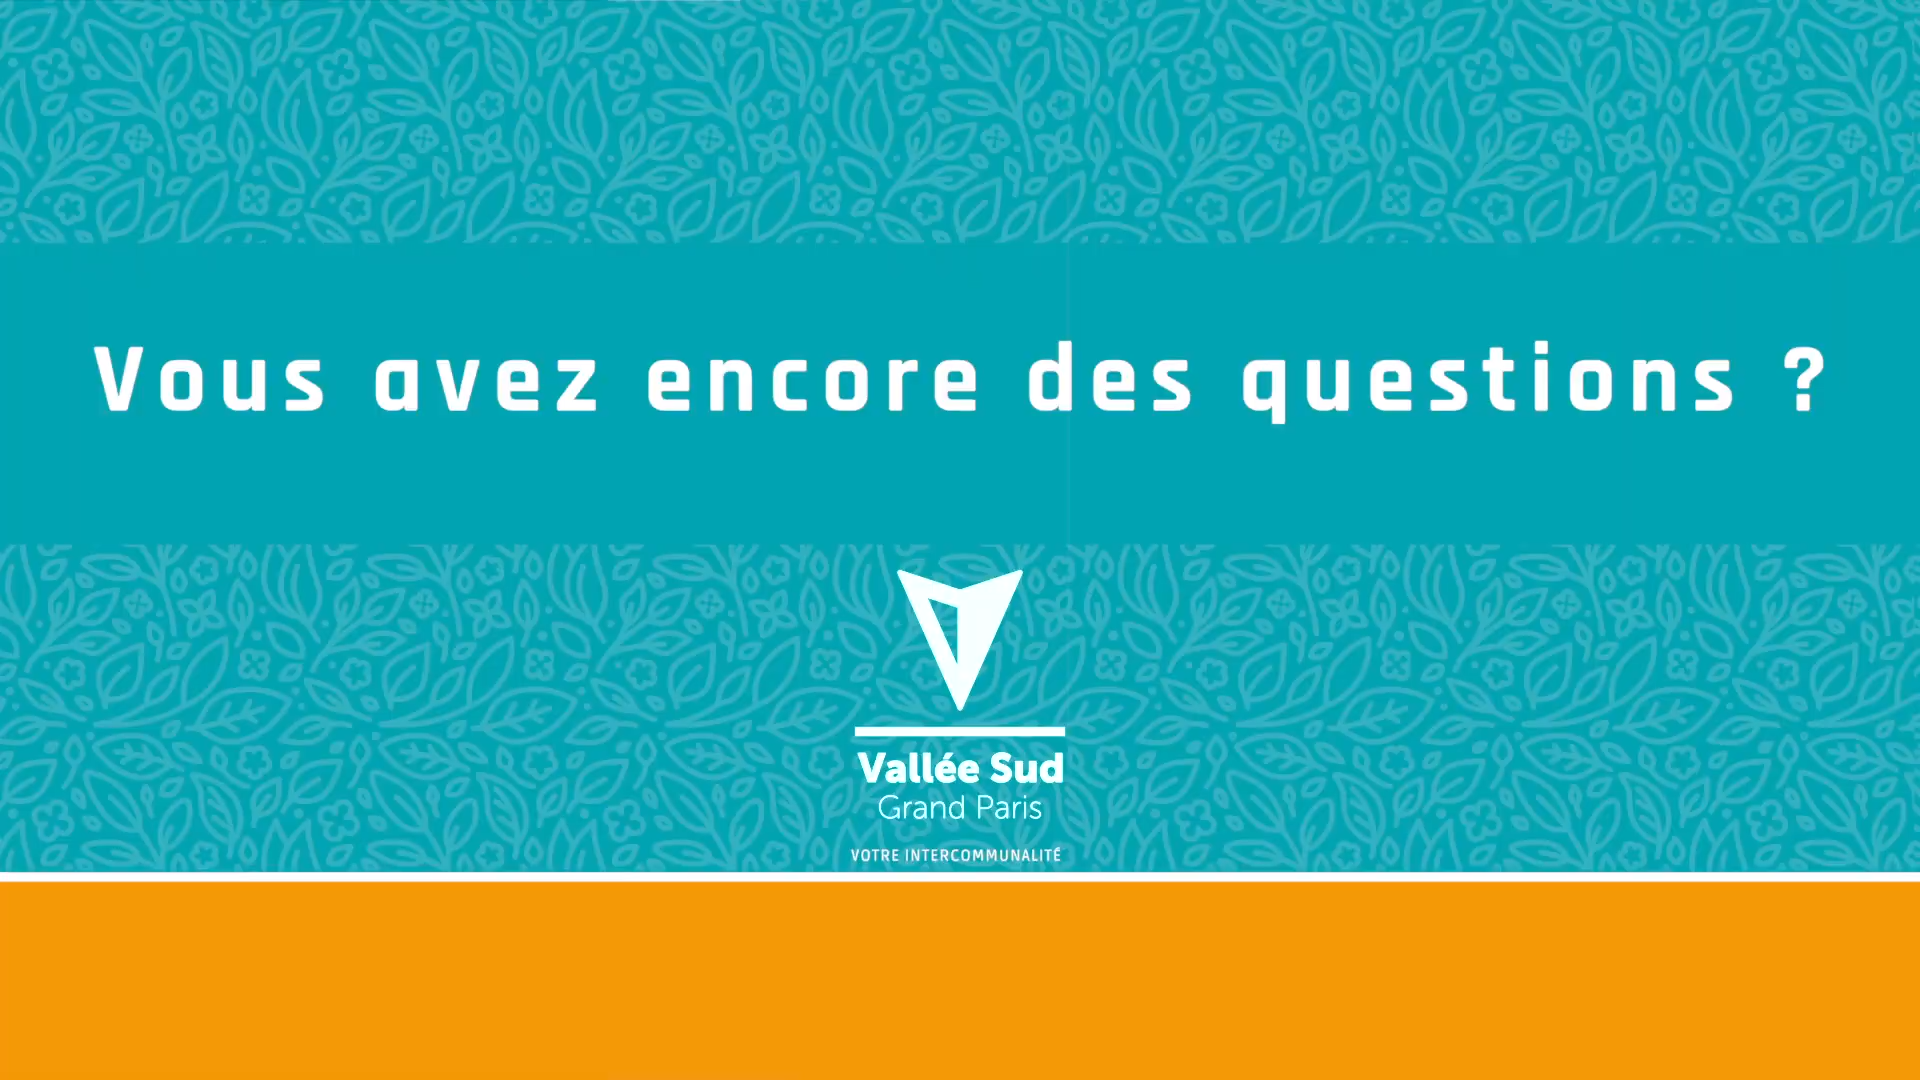 Vous avez encore des questions ?
Vallée Sud
Grand Paris
VOTRE INTERCOMMUNALITÉ